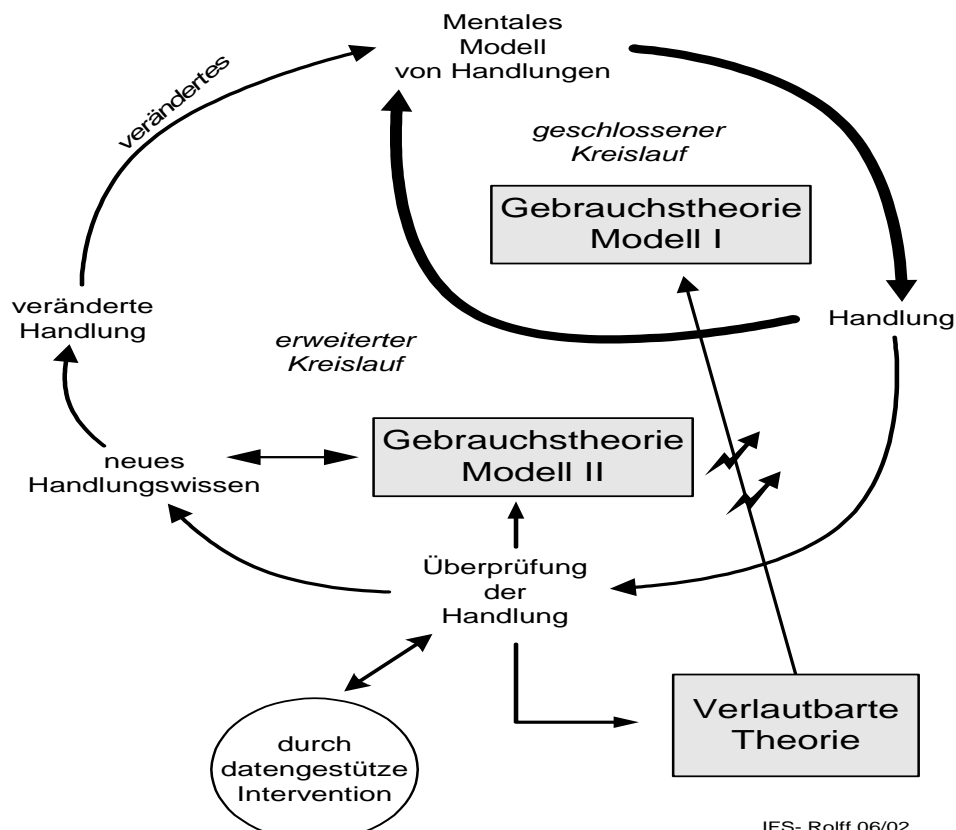 Mentales
Modell
von Handlungen
verändertes
geschlossener
Kreislauf
Gebrauchstheorie
Modell I
veränderte
Handlung
Handlung
erweiterter
Kreislauf
Gebrauchstheorie
Modell II
neues
Handlungswissen
Überprüfung
der
Handlung
Verlautbarte
Theorie
durch
datengestütze
Intervention
IFS- Rolff 06/02